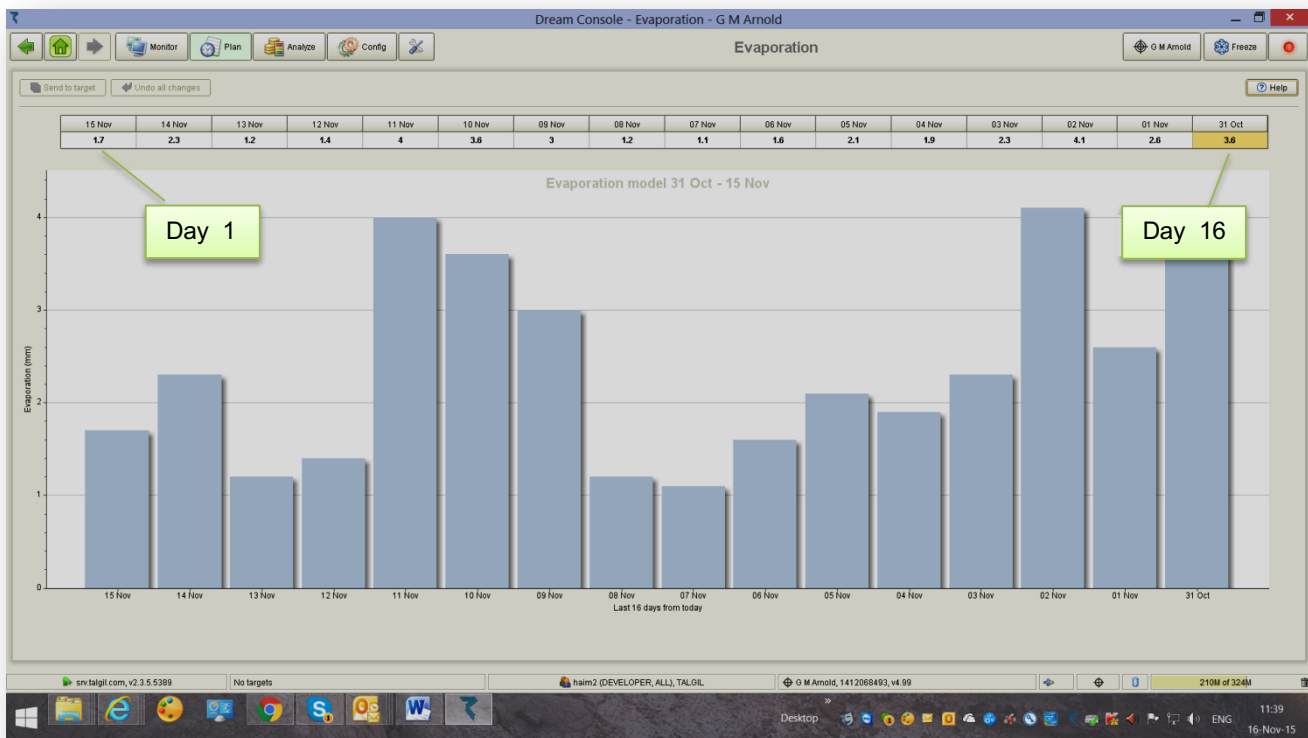 Dream Console - Evaporation - G M Arnold
Monitor Plan Analyze Config Evaporation G M Arnold Freeze
Send to target Undo all changes Help
15 Nov 14 Nov 13 Nov 12 Nov 11 Nov 10 Nov 09 Nov 08 Nov 07 Nov 06 Nov 05 Nov 04 Nov 03 Nov 02 Nov 01 Nov 31 Oct
1.7 2.3 1.2 1.4 4 3.6 3 1.2 1.1 1.6 2.1 1.9 2.3 4.1 2.6 3.6
Evaporation model 31 Oct - 15 Nov
Day 1
Day 16
4
3
2
1
0
Evaporation (mm)
15 Nov 14 Nov 13 Nov 12 Nov 11 Nov 10 Nov 09 Nov 08 Nov 07 Nov 06 Nov 05 Nov 04 Nov 03 Nov 02 Nov 01 Nov 31 Oct
Last 16 days from today
srv.talgil.com, v2.3.5.5389 No targets haim2 (DEVELOPER, ALL), TALGIL G M Arnold, 1412068493, v4.99 0 210M of 324M
Desktop » ENG 11:39
16-Nov-15